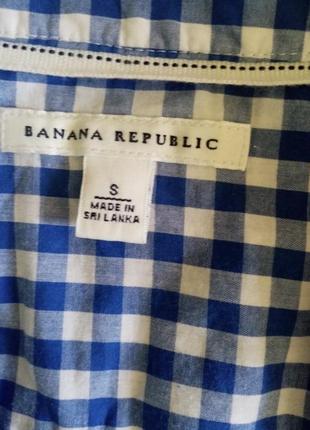 BANANA REPUBLIC
S
MADE IN
SRI LANKA